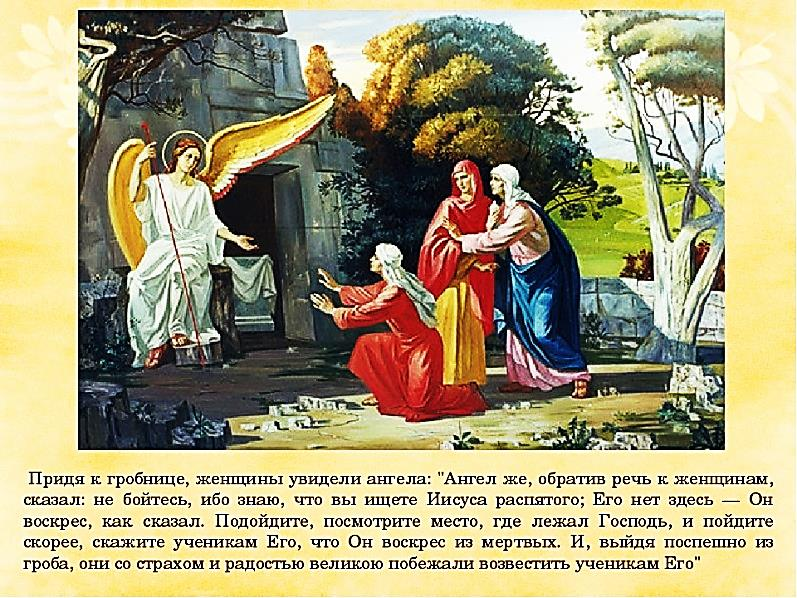 Придя к гробнице, женщины увидели ангела: "Ангел же, обратив речь к женщинам,
сказал: не бойтесь, ибо знаю, что вы ищете Иисуса распятого; Его нет здесь — Он
воскрес, как сказал. Подойдите, посмотрите место, где лежал Господь, и пойдите
скорее, скажите ученикам Его, что Он воскрес из мертвых. И, выйдя поспешно из
гроба, они со страхом и радостью великою побежали возвестить ученикам Его"